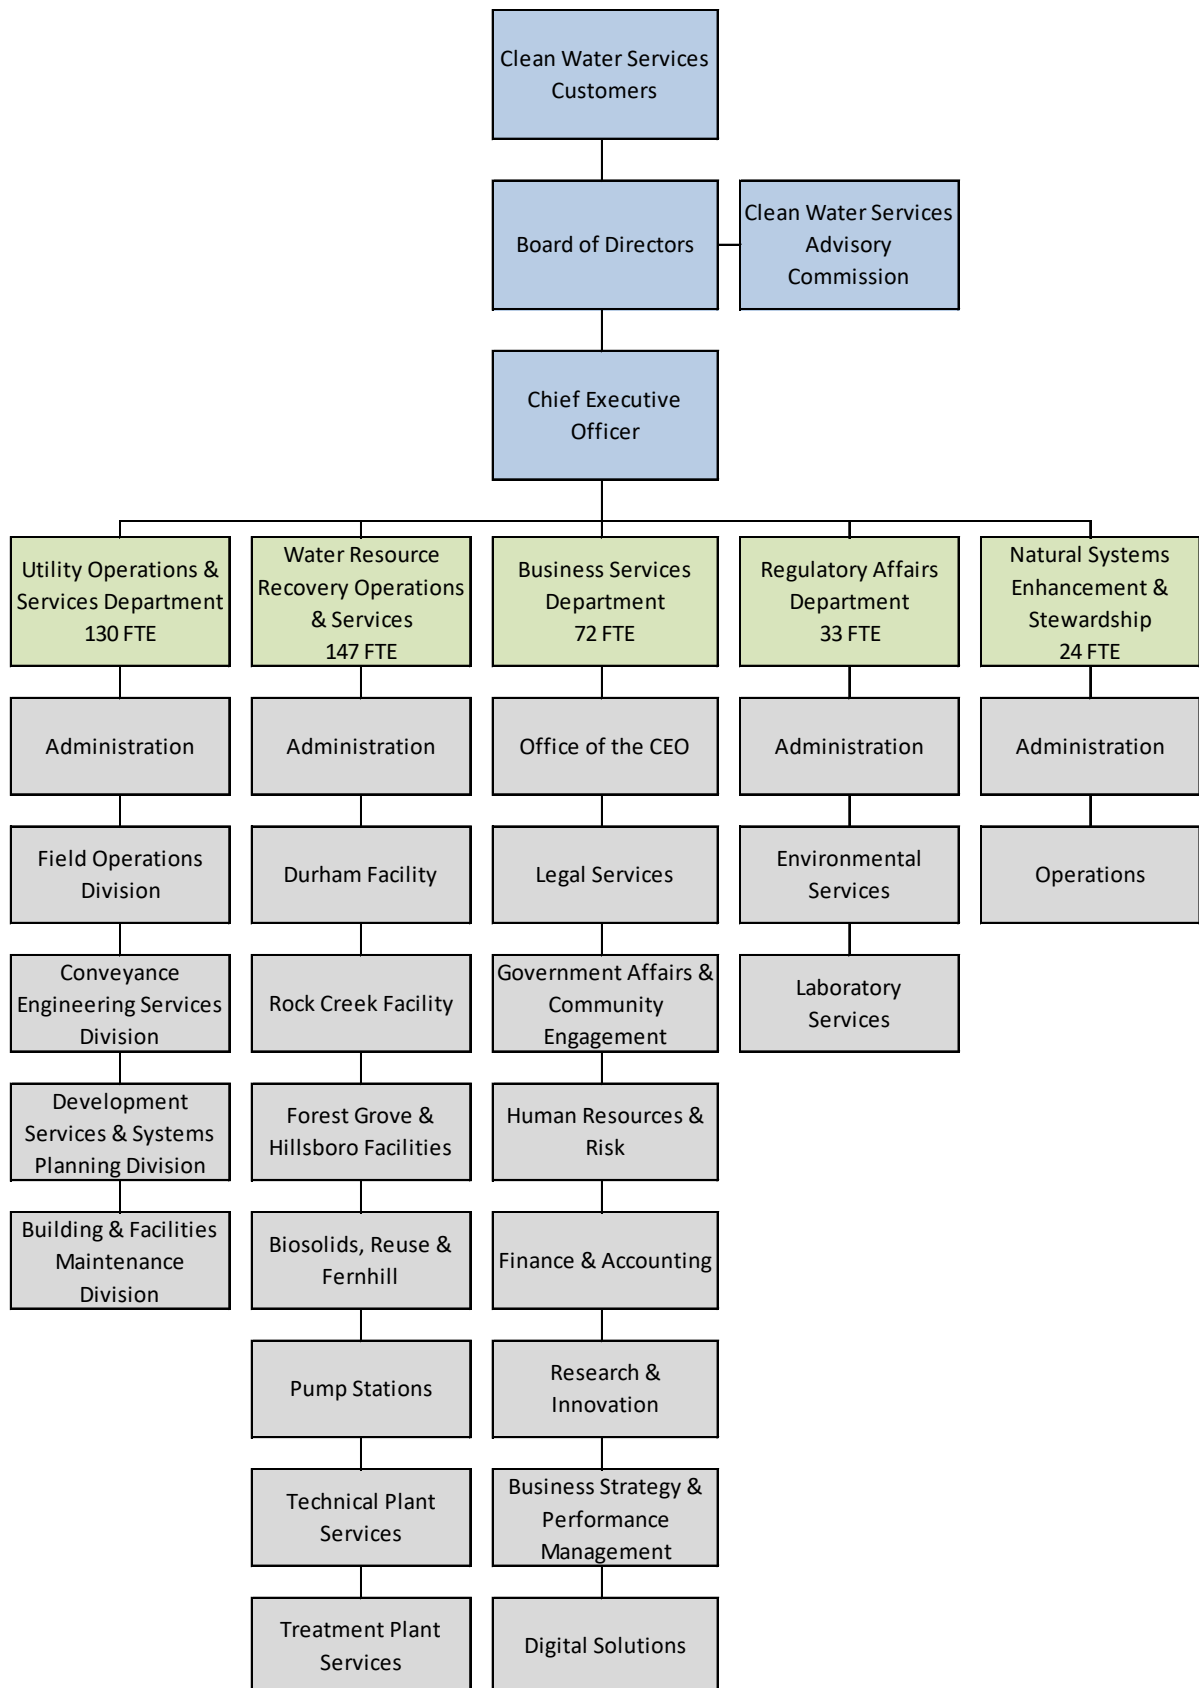 Clean Water Services
Customers
Board of Directors
Clean Water Services
Advisory
Commission
Chief Executive
Officer
Utility Operations &
Services Department
130 FTE
Water Resource
Recovery Operations
& Services
147 FTE
Business Services
Department
72 FTE
Regulatory Affairs
Department
33 FTE
Natural Systems
Enhancement &
Stewardship
24 FTE
Administration
Administration
Office of the CEO
Administration
Administration
Field Operations
Division
Durham Facility
Legal Services
Environmental
Services
Operations
Conveyance
Engineering Services
Division
Rock Creek Facility
Government Affairs &
Community
Engagement
Laboratory
Services
Development
Services & Systems
Planning Division
Forest Grove &
Hillsboro Facilities
Human Resources &
Risk
Building & Facilities
Maintenance
Division
Biosolids, Reuse &
Fernhill
Finance & Accounting
Pump Stations
Research &
Innovation
Technical Plant
Services
Business Strategy &
Performance
Management
Treatment Plant
Services
Digital Solutions